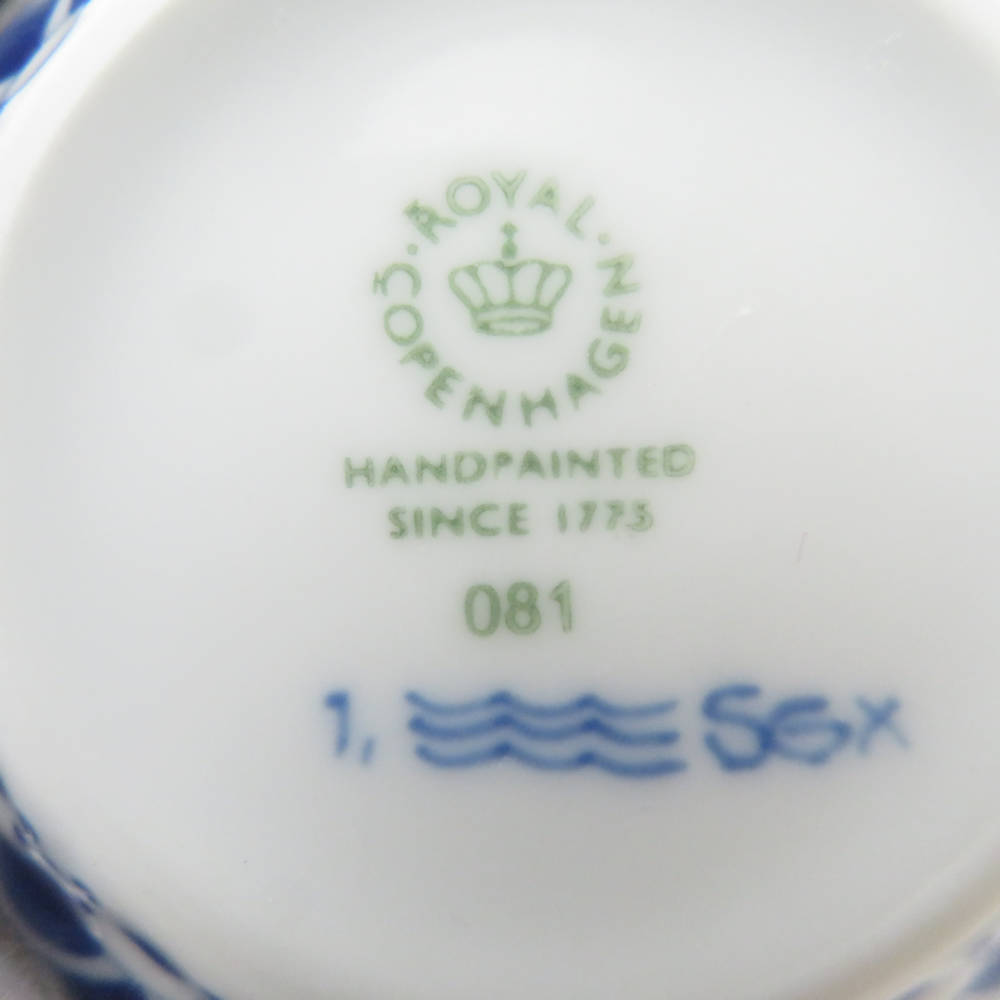 ROYAL
COPENHAGEN
HANDPAINTED
SINCE 1775
081
1, SGX